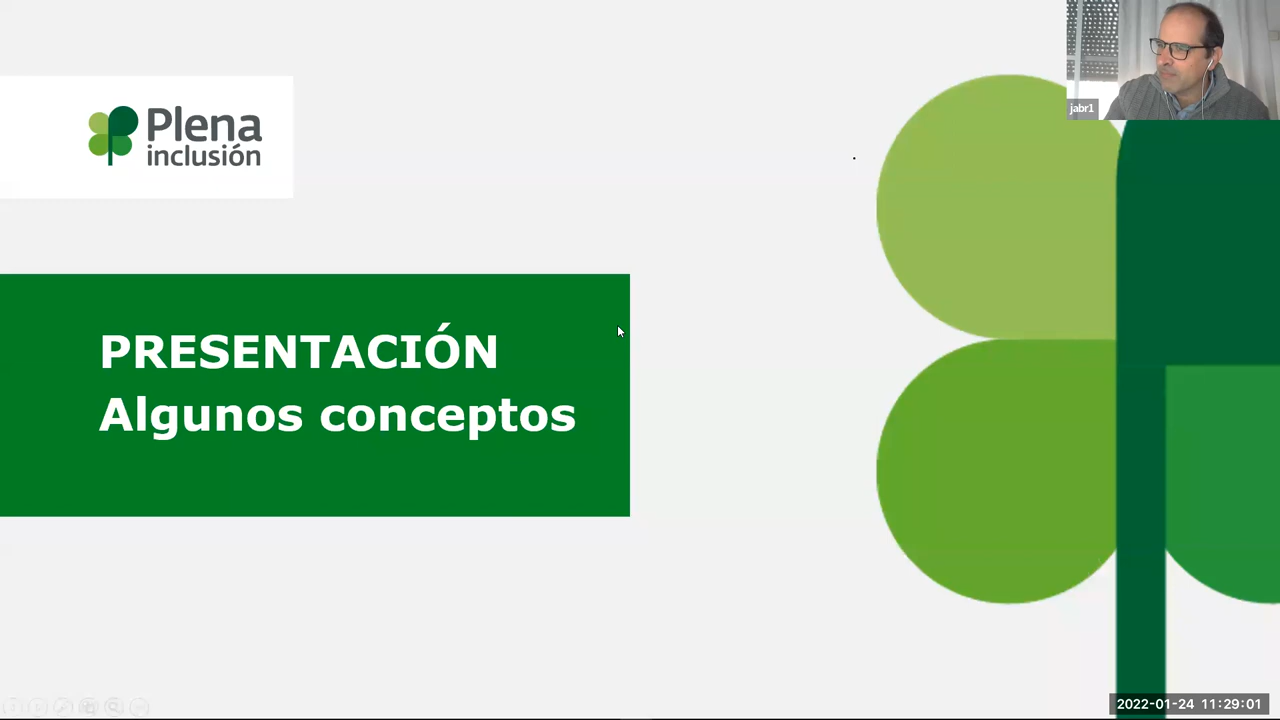 Plena
inclusión
jabr1
PRESENTACIÓN
Algunos conceptos
2022-01-24 11:29:01